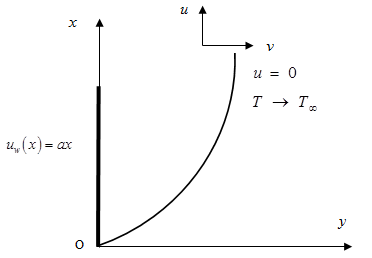 u
x
v
u = 0
T → T∞
u_w(x) = ax
y
O